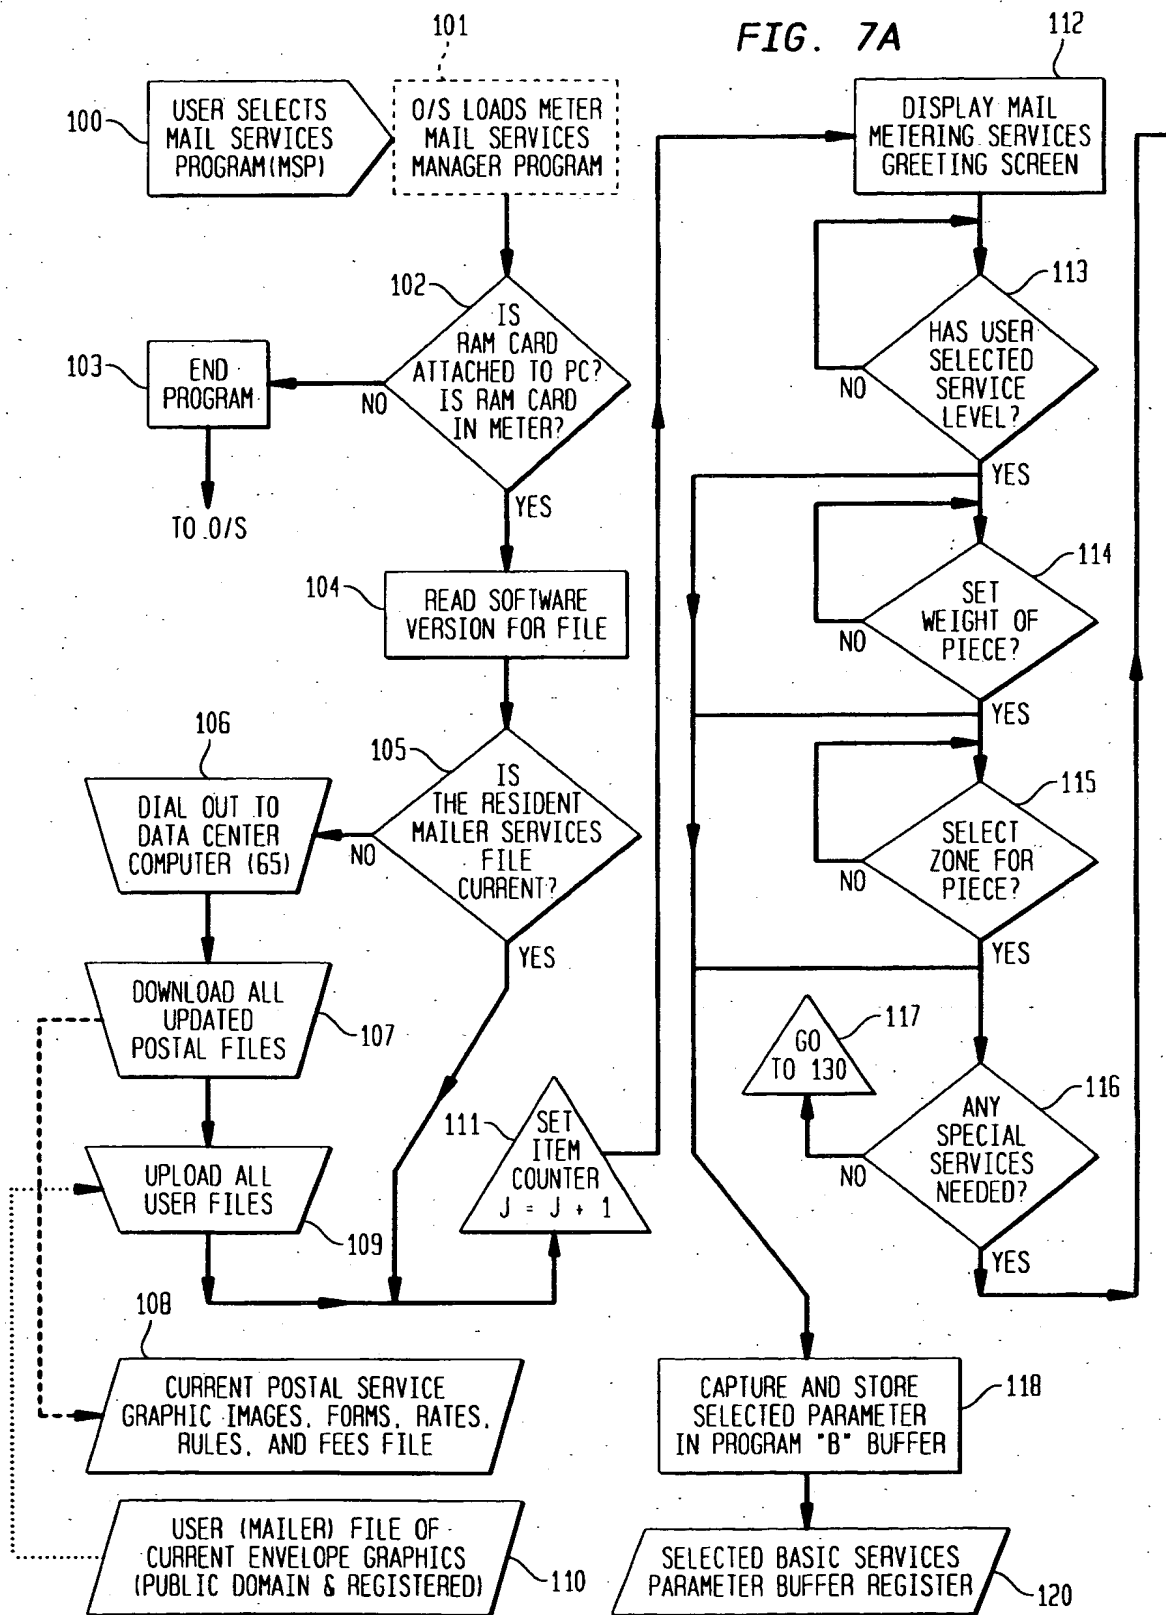 FIG. 7A
101
112
100
USER SELECTS
MAIL SERVICES
PROGRAM(MSP)
O/S LOADS METER
MAIL SERVICES
MANAGER PROGRAM
DISPLAY MAIL
METERING SERVICES
GREETING SCREEN
102
IS
RAM CARD
ATTACHED TO PC?
IS RAM CARD
IN METER?
NO
YES
103
END
PROGRAM
TO O/S
104
READ SOFTWARE
VERSION FOR FILE
105
IS
THE RESIDENT
MAILER SERVICES
FILE
CURRENT?
NO
YES
106
DIAL OUT TO
DATA CENTER
COMPUTER (65)
DOWNLOAD ALL
UPDATED
POSTAL FILES
107
UPLOAD ALL
USER FILES
109
111
SET
ITEM
COUNTER
J = J + 1
108
CURRENT POSTAL SERVICE
GRAPHIC IMAGES, FORMS, RATES,
RULES, AND FEES FILE
USER (MAILER) FILE OF
CURRENT ENVELOPE GRAPHICS
(PUBLIC DOMAIN & REGISTERED)
110
113
HAS USER
SELECTED
SERVICE
LEVEL?
NO
YES
114
SET
WEIGHT OF
PIECE?
NO
YES
115
SELECT
ZONE FOR
PIECE?
NO
YES
117
GO
TO 130
116
ANY
SPECIAL
SERVICES
NEEDED?
NO
YES
CAPTURE AND STORE
SELECTED PARAMETER
IN PROGRAM "B" BUFFER
118
SELECTED BASIC SERVICES
PARAMETER BUFFER REGISTER
120